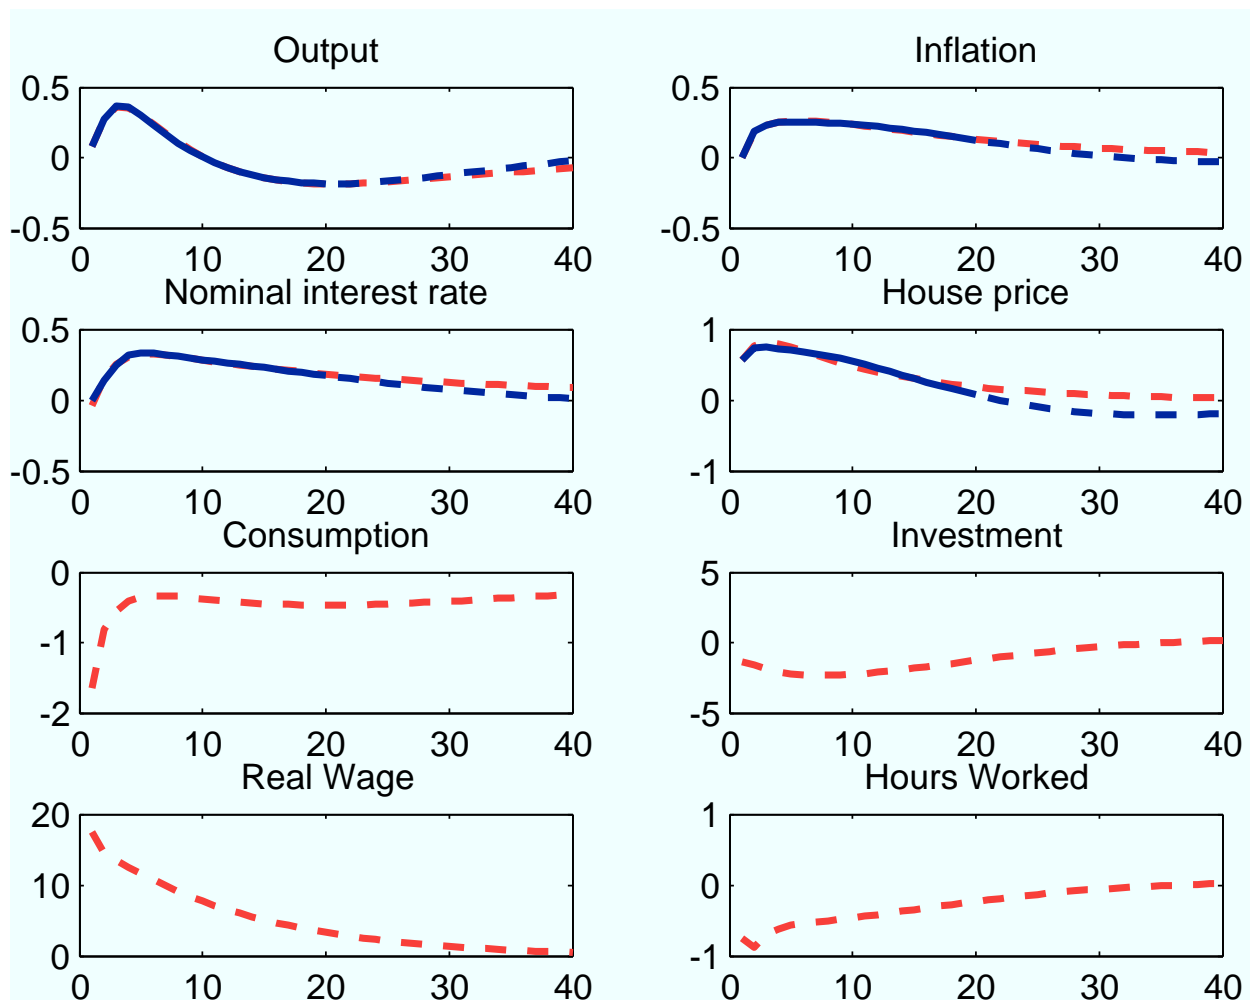 Output
Inflation
0.5
0
-0.5
0 10 20 30 40
0.5
0
-0.5
0 10 20 30 40
Nominal interest rate
House price
0.5
0
-0.5
0 10 20 30 40
1
0
-1
0 10 20 30 40
Consumption
Investment
0
-1
-2
0 10 20 30 40
5
0
-5
0 10 20 30 40
Real Wage
Hours Worked
20
10
0
0 10 20 30 40
1
0
-1
0 10 20 30 40